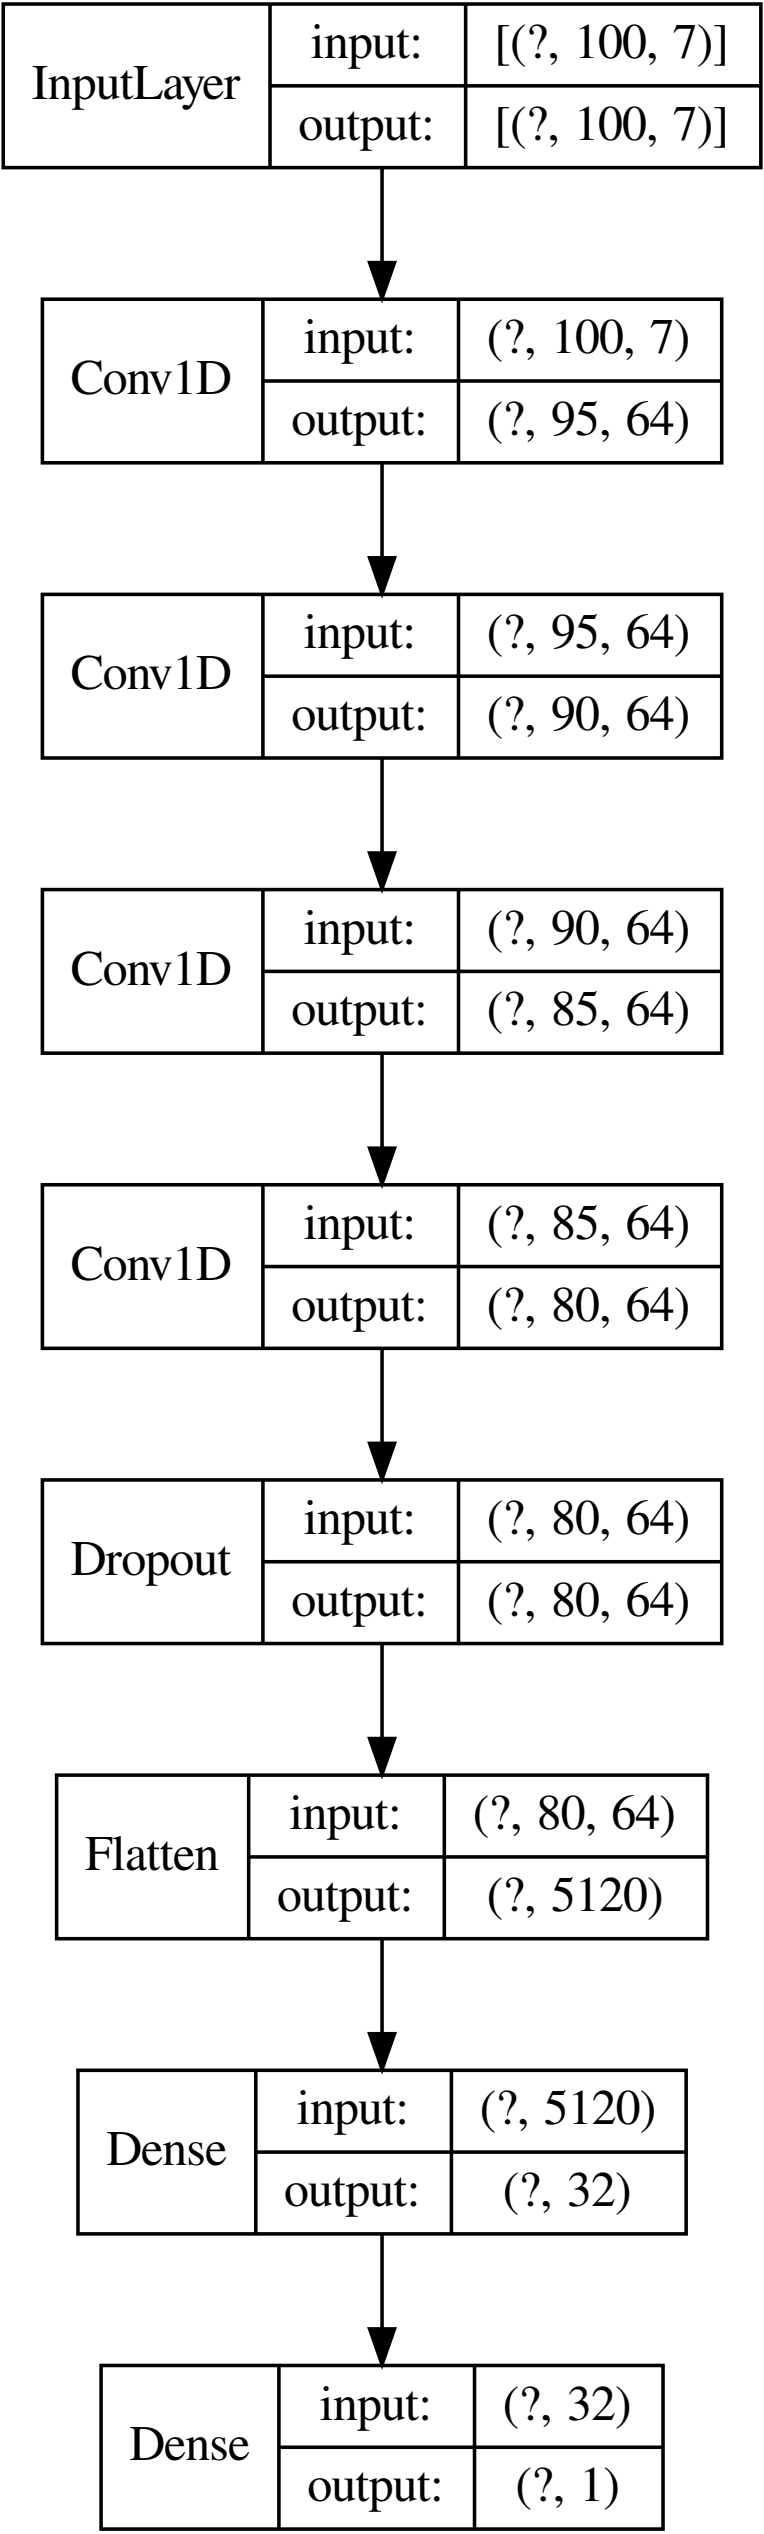 InputLayer
input: [(?, 100, 7)]
output: [(?, 100, 7)]
Conv1D
input: (?, 100, 7)
output: (?, 95, 64)
Conv1D
input: (?, 95, 64)
output: (?, 90, 64)
Conv1D
input: (?, 90, 64)
output: (?, 85, 64)
Conv1D
input: (?, 85, 64)
output: (?, 80, 64)
Dropout
input: (?, 80, 64)
output: (?, 80, 64)
Flatten
input: (?, 80, 64)
output: (?, 5120)
Dense
input: (?, 5120)
output: (?, 32)
Dense
input: (?, 32)
output: (?, 1)